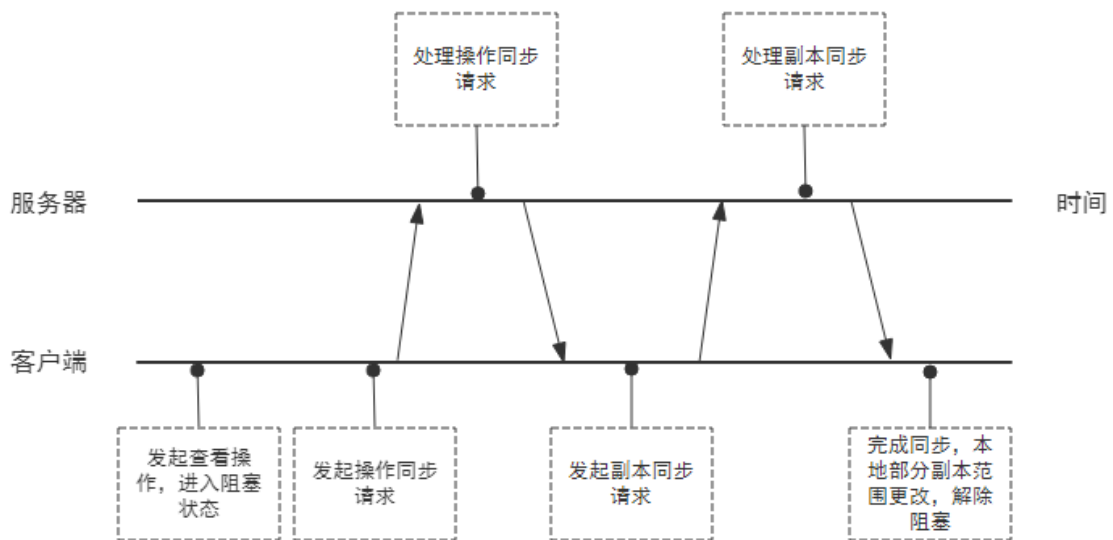 处理操作同步
请求
处理副本同步
请求
服务器
时间
客户端
发起查看操
作，进入阻塞
状态
发起操作同步
请求
发起副本同步
请求
完成同步，本
地部分副本范
围更改，解除
阻塞